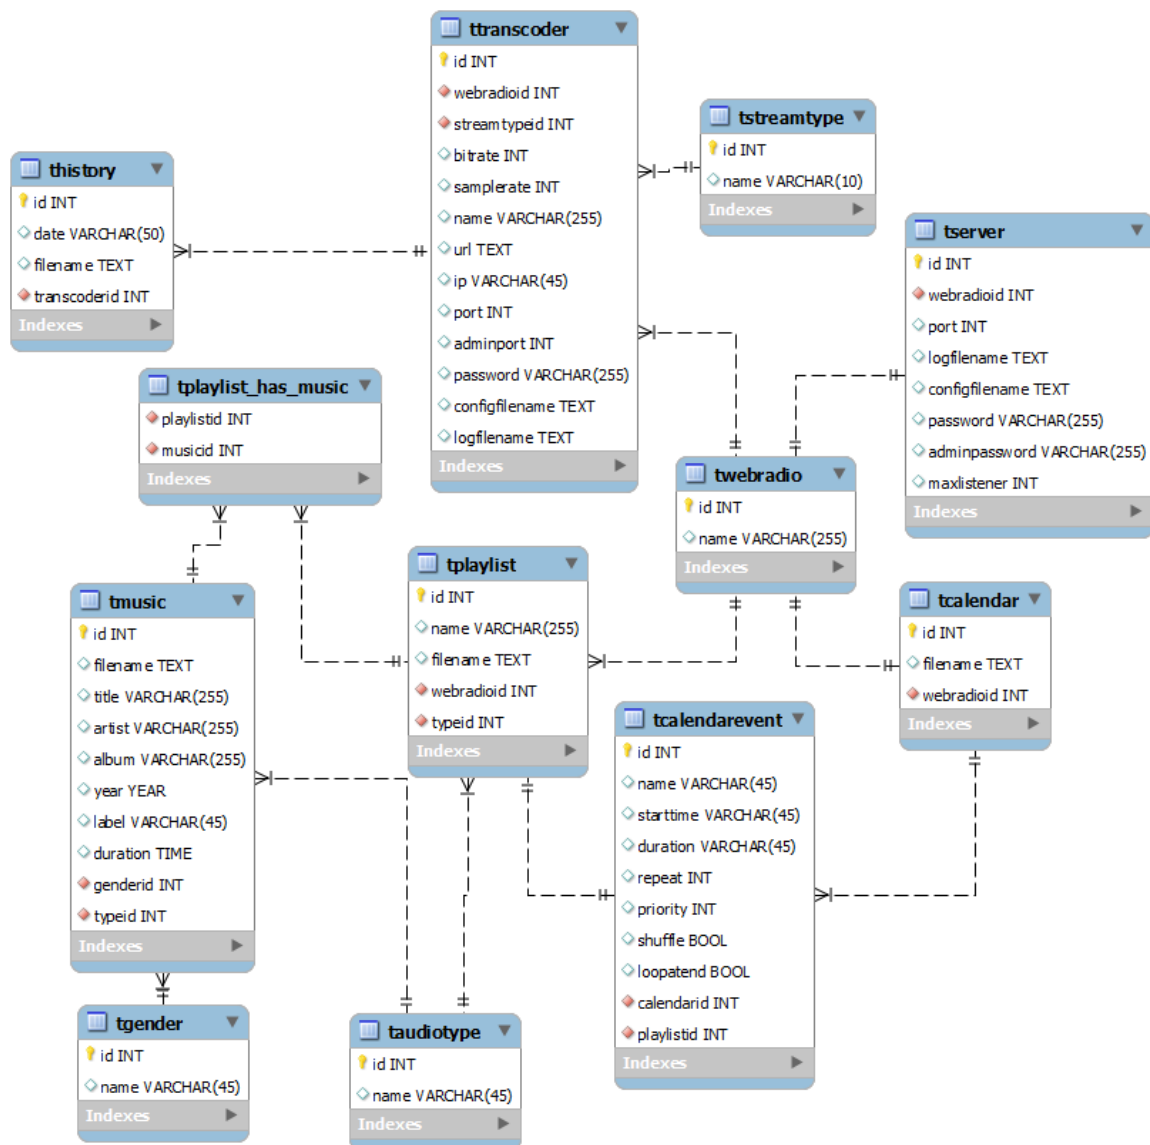 ttranscoder
id INT
webradioid INT
streamtypeid INT
bitrate INT
samplerate INT
name VARCHAR(255)
url TEXT
ip VARCHAR(45)
port INT
adminport INT
password VARCHAR(255)
configfilename TEXT
logfilename TEXT
tstreamtype
id INT
name VARCHAR(10)
Indexes
thistory
id INT
date VARCHAR(50)
filename TEXT
transcoderid INT
Indexes
tserver
id INT
webradioid INT
port INT
logfilename TEXT
configfilename TEXT
password VARCHAR(255)
adminpassword VARCHAR(255)
maxlistener INT
Indexes
tplaylist_has_music
playlistid INT
musicid INT
Indexes
Indexes
twebradio
id INT
name VARCHAR(255)
Indexes
tplaylist
id INT
name VARCHAR(255)
filename TEXT
webradioid INT
typeid INT
Indexes
tmusic
id INT
filename TEXT
title VARCHAR(255)
artist VARCHAR(255)
album VARCHAR(255)
year YEAR
label VARCHAR(45)
duration TIME
genderid INT
typeid INT
Indexes
tcalendar
id INT
filename TEXT
webradioid INT
Indexes
tcalendarevent
id INT
name VARCHAR(45)
starttime VARCHAR(45)
duration VARCHAR(45)
repeat INT
priority INT
shuffle BOOL
loopatend BOOL
calendarid INT
playlistid INT
Indexes
tgender
id INT
name VARCHAR(45)
Indexes
taudiotype
id INT
name VARCHAR(45)
Indexes